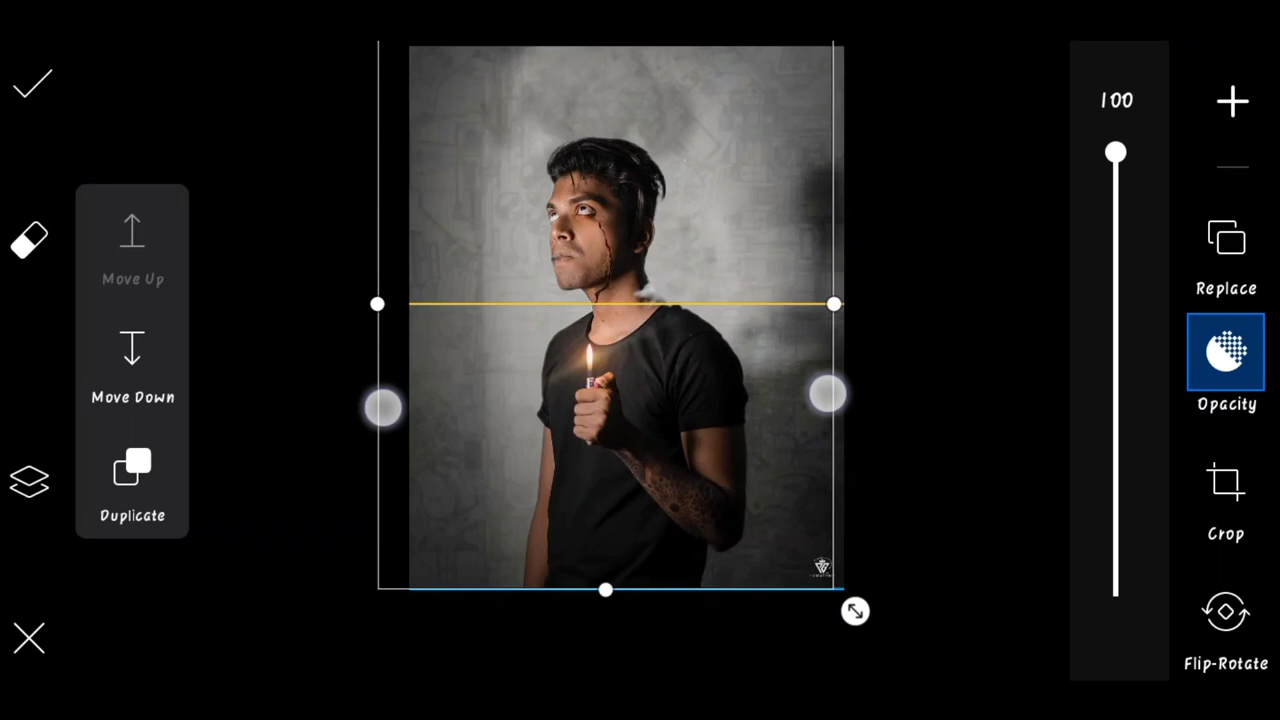 100
Move Up
Replace
Move Down
Opacity
Duplicate
Crop
Flip-Rotate